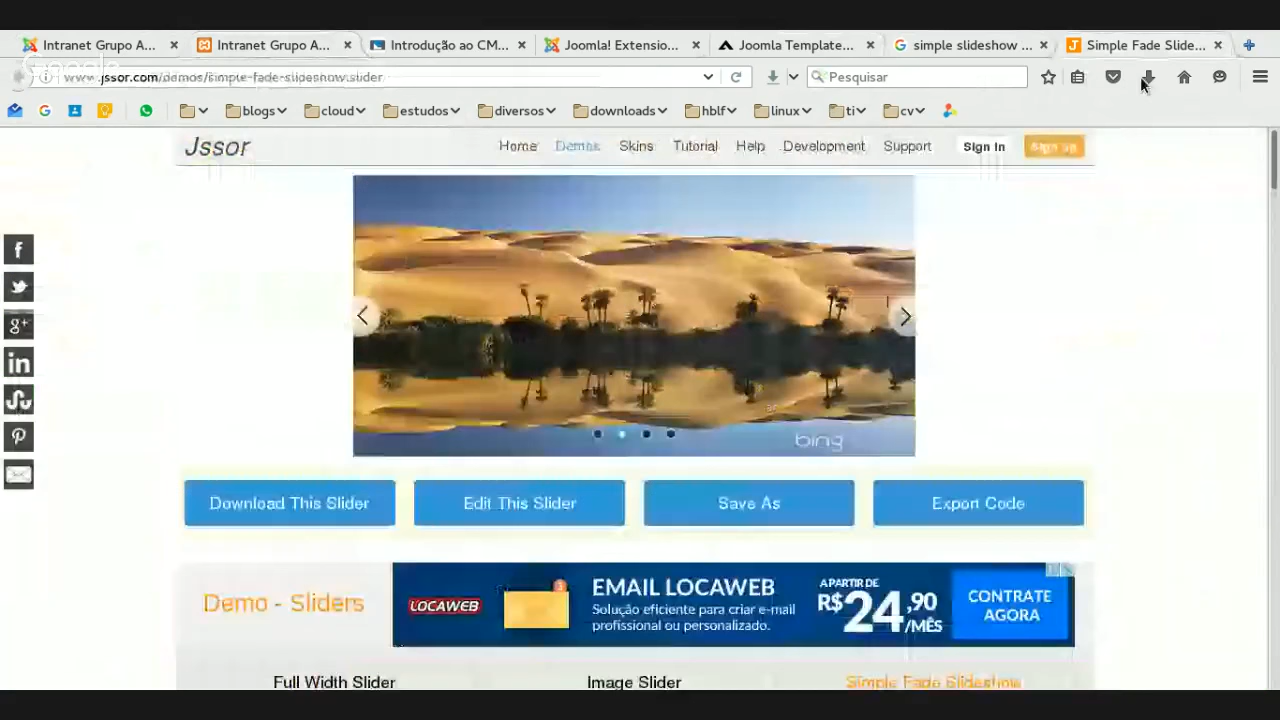 Intranet Grupo A...
Intranet Grupo A...
Introdução ao CM...
Joomla! Extensio...
Joomla Template...
simple slideshow ...
Simple Fade Slide...
Google
www.jssor.com/demos/simple-fade-slideshow.slider
Pesquisar
blogs
cloud
estudos
diversos
downloads
hblf
linux
ti
cv
Jssor
Home
Demos
Skins
Tutorial
Help
Development
Support
Sign In
Sign up
bing
Download This Slider
Edit This Slider
Save As
Export Code
Demo - Sliders
LOCAWEB
EMAIL LOCAWEB
Solução eficiente para criar e-mail
profissional ou personalizado.
A PARTIR DE
R$24,90
/MÊS
CONTRATE
AGORA
Full Width Slider
Image Slider
Simple Fade Slideshow